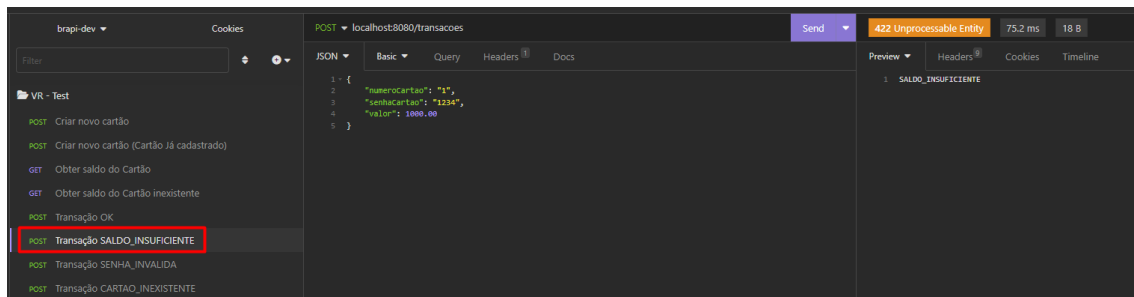 brapi-dev Cookies
POST localhost:8080/transacoes Send
422 Unprocessable Entity 75.2 ms 18 B
Filter
JSON Basic Query Headers 1 Docs
Preview Headers 9 Cookies Timeline
1 {
2 "numeroCartao": "1",
3 "senhaCartao": "1234",
4 "valor": 1000.00
5 }
1 SALDO_INSUFICIENTE
VR - Test
POST Criar novo cartão
POST Criar novo cartão (Cartão Já cadastrado)
GET Obter saldo do Cartão
GET Obter saldo do Cartão inexistente
POST Transação OK
POST Transação SALDO_INSUFICIENTE
POST Transação SENHA_INVALIDA
POST Transação CARTAO_INEXISTENTE